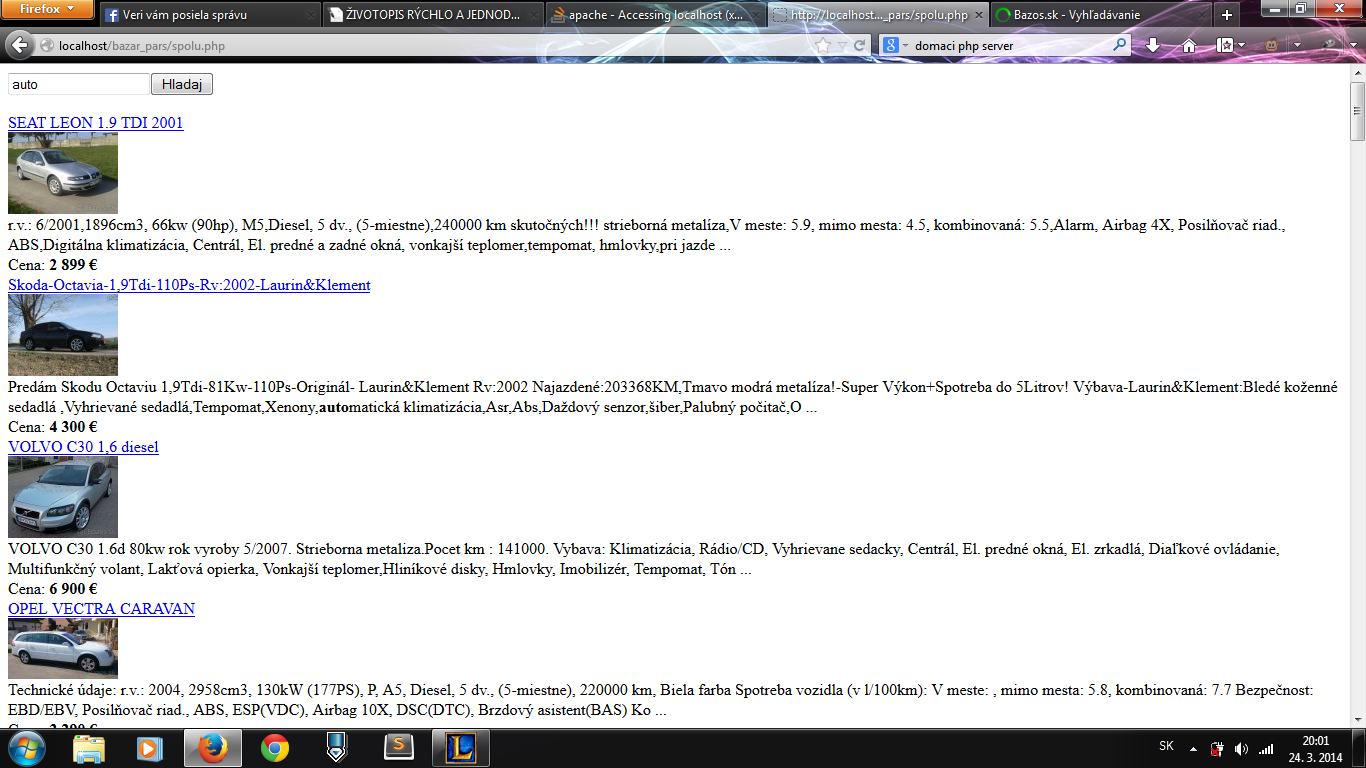 Firefox
Veri vám posiela správu
ŽIVOTOPIS RÝCHLO A JEDNOD...
apache - Accessing localhost (x...
http://localhost..._pars/spolu.php
Bazos.sk - Vyhľadávanie
localhost/bazar_pars/spolu.php
domaci php server
auto
Hladaj
SEAT LEON 1.9 TDI 2001
r.v.: 6/2001,1896cm3, 66kw (90hp), M5,Diesel, 5 dv., (5-miestne),240000 km skutočných!!! strieborná metalíza,V meste: 5.9, mimo mesta: 4.5, kombinovaná: 5.5,Alarm, Airbag 4X, Posilňovač riad.,
ABS,Digitálna klimatizácia, Centrál, El. predné a zadné okná, vonkajší teplomer,tempomat, hmlovky,pri jazde ...
Cena: 2 899 €
Skoda-Octavia-1,9Tdi-110Ps-Rv:2002-Laurin&Klement
Predám Skodu Octaviu 1,9Tdi-81Kw-110Ps-Originál- Laurin&Klement Rv:2002 Najazdené:203368KM,Tmavo modrá metalíza!-Super Výkon+Spotreba do 5Litrov! Výbava-Laurin&Klement:Bledé koženné
sedadlá ,Vyhrievané sedadlá,Tempomat,Xenony,automatická klimatizácia,Asr,Abs,Daždový senzor,šiber,Palubný počitač,O ...
Cena: 4 300 €
VOLVO C30 1,6 diesel
VOLVO C30 1.6d 80kw rok vyroby 5/2007. Strieborna metaliza.Pocet km : 141000. Vybava: Klimatizácia, Rádio/CD, Vyhrievane sedacky, Centrál, El. predné okná, El. zrkadlá, Diaľkové ovládanie,
Multifunkčný volant, Lakťová opierka, Vonkajší teplomer,Hliníkové disky, Hmlovky, Imobilizér, Tempomat, Tón ...
Cena: 6 900 €
OPEL VECTRA CARAVAN
Technické údaje: r.v.: 2004, 2958cm3, 130kW (177PS), P, A5, Diesel, 5 dv., (5-miestne), 220000 km, Biela farba Spotreba vozidla (v l/100km): V meste: , mimo mesta: 5.8, kombinovaná: 7.7 Bezpečnost:
EBD/EBV, Posilňovač riad., ABS, ESP(VDC), Airbag 10X, DSC(DTC), Brzdový asistent(BAS) Ko ...
SK
20:01
24. 3. 2014